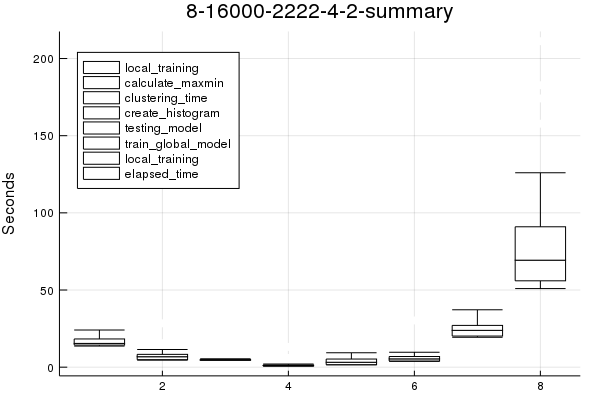 8-16000-2222-4-2-summary
200
150
100
50
0
Seconds
local_training
calculate_maxmin
clustering_time
create_histogram
testing_model
train_global_model
local_training
elapsed_time
2 4 6 8